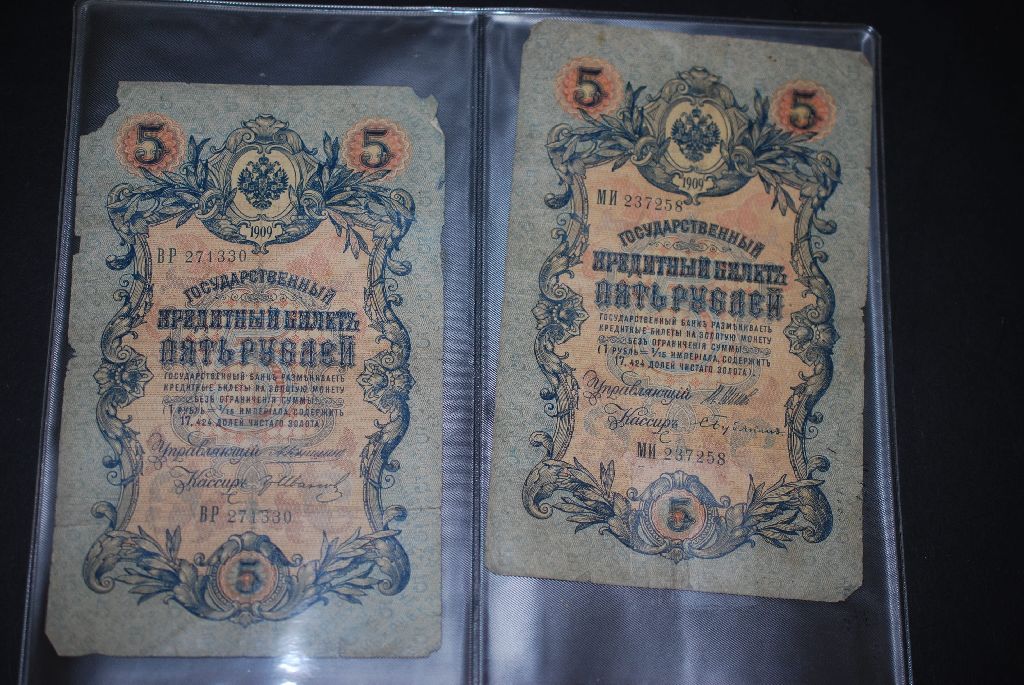 5 5
1909
ВР 271330
ГОСУДАРСТВЕННЫЙ
КРЕДИТНЫЙ БИЛЕТЪ
ПЯТЬ РУБЛЕЙ
ГОСУДАРСТВЕННЫЙ БАНКЪ РАЗМѢНИВАЕТЪ
КРЕДИТНЫЕ БИЛЕТЫ НА ЗОЛОТУЮ МОНЕТУ
БЕЗЪ ОГРАНИЧЕНІЯ СУММЫ
(1 РУБЛЬ = 1/15 ИМПЕРІАЛА, СОДЕРЖИТЪ
17,424 ДОЛЕЙ ЧИСТАГО ЗОЛОТА)
Управляющій
Кассиръ
ВР 271330
5
5 5
1909
МИ 237258
ГОСУДАРСТВЕННЫЙ
КРЕДИТНЫЙ БИЛЕТЪ
ПЯТЬ РУБЛЕЙ
ГОСУДАРСТВЕННЫЙ БАНКЪ РАЗМѢНИВАЕТЪ
КРЕДИТНЫЕ БИЛЕТЫ НА ЗОЛОТУЮ МОНЕТУ
БЕЗЪ ОГРАНИЧЕНІЯ СУММЫ
(1 РУБЛЬ = 1/15 ИМПЕРІАЛА, СОДЕРЖИТЪ
17,424 ДОЛЕЙ ЧИСТАГО ЗОЛОТА).
Управляющій
Кассиръ
МИ 237258
5